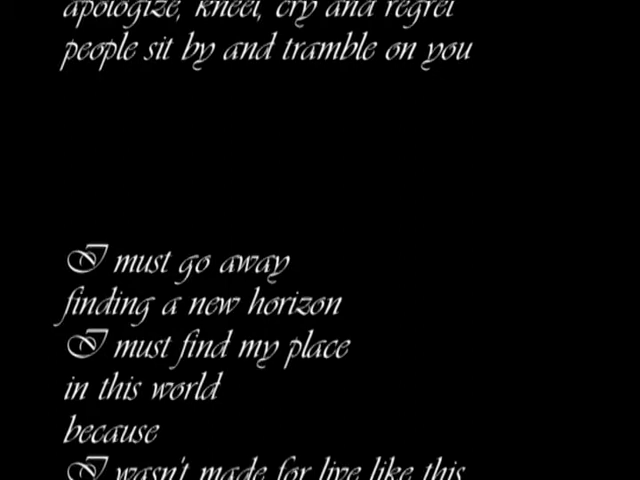 apologize, kneel, cry and regret
people sit by and tramble on you
I must go away
finding a new horizon
I must find my place
in this world
because
I wasn't made for live like this